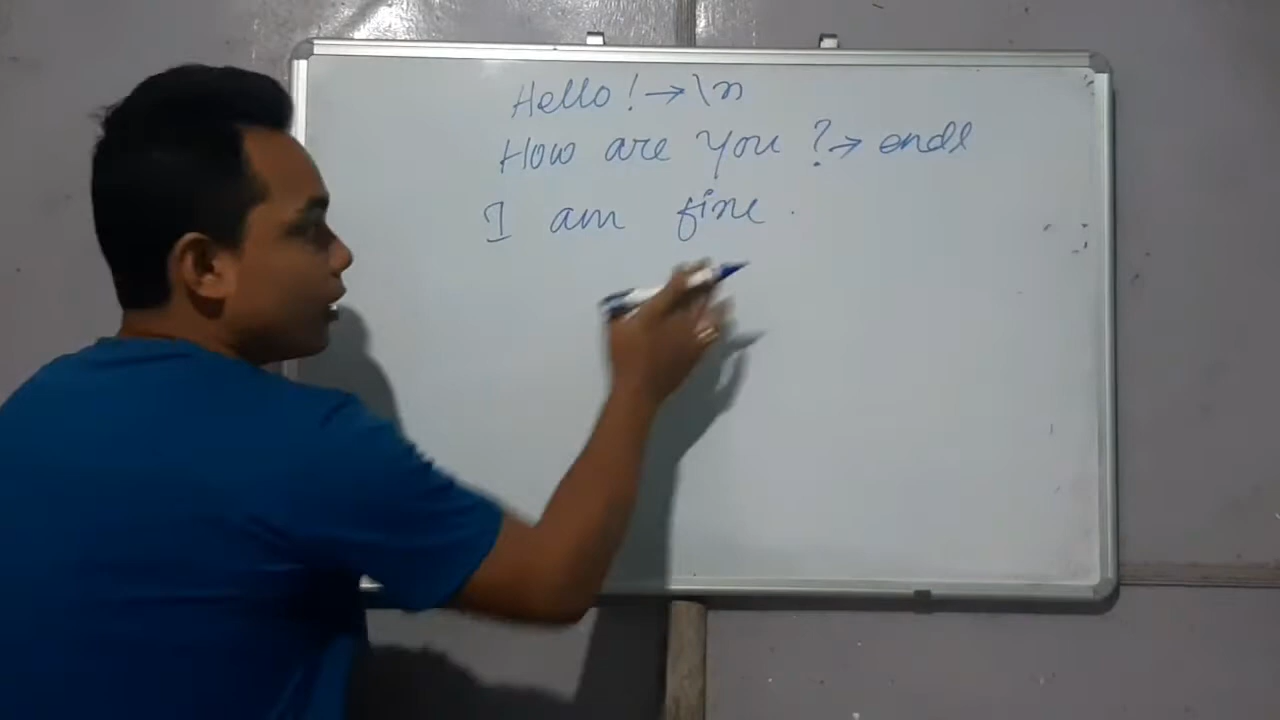 Hello! → \n
How are you ? → endl
I am fine .